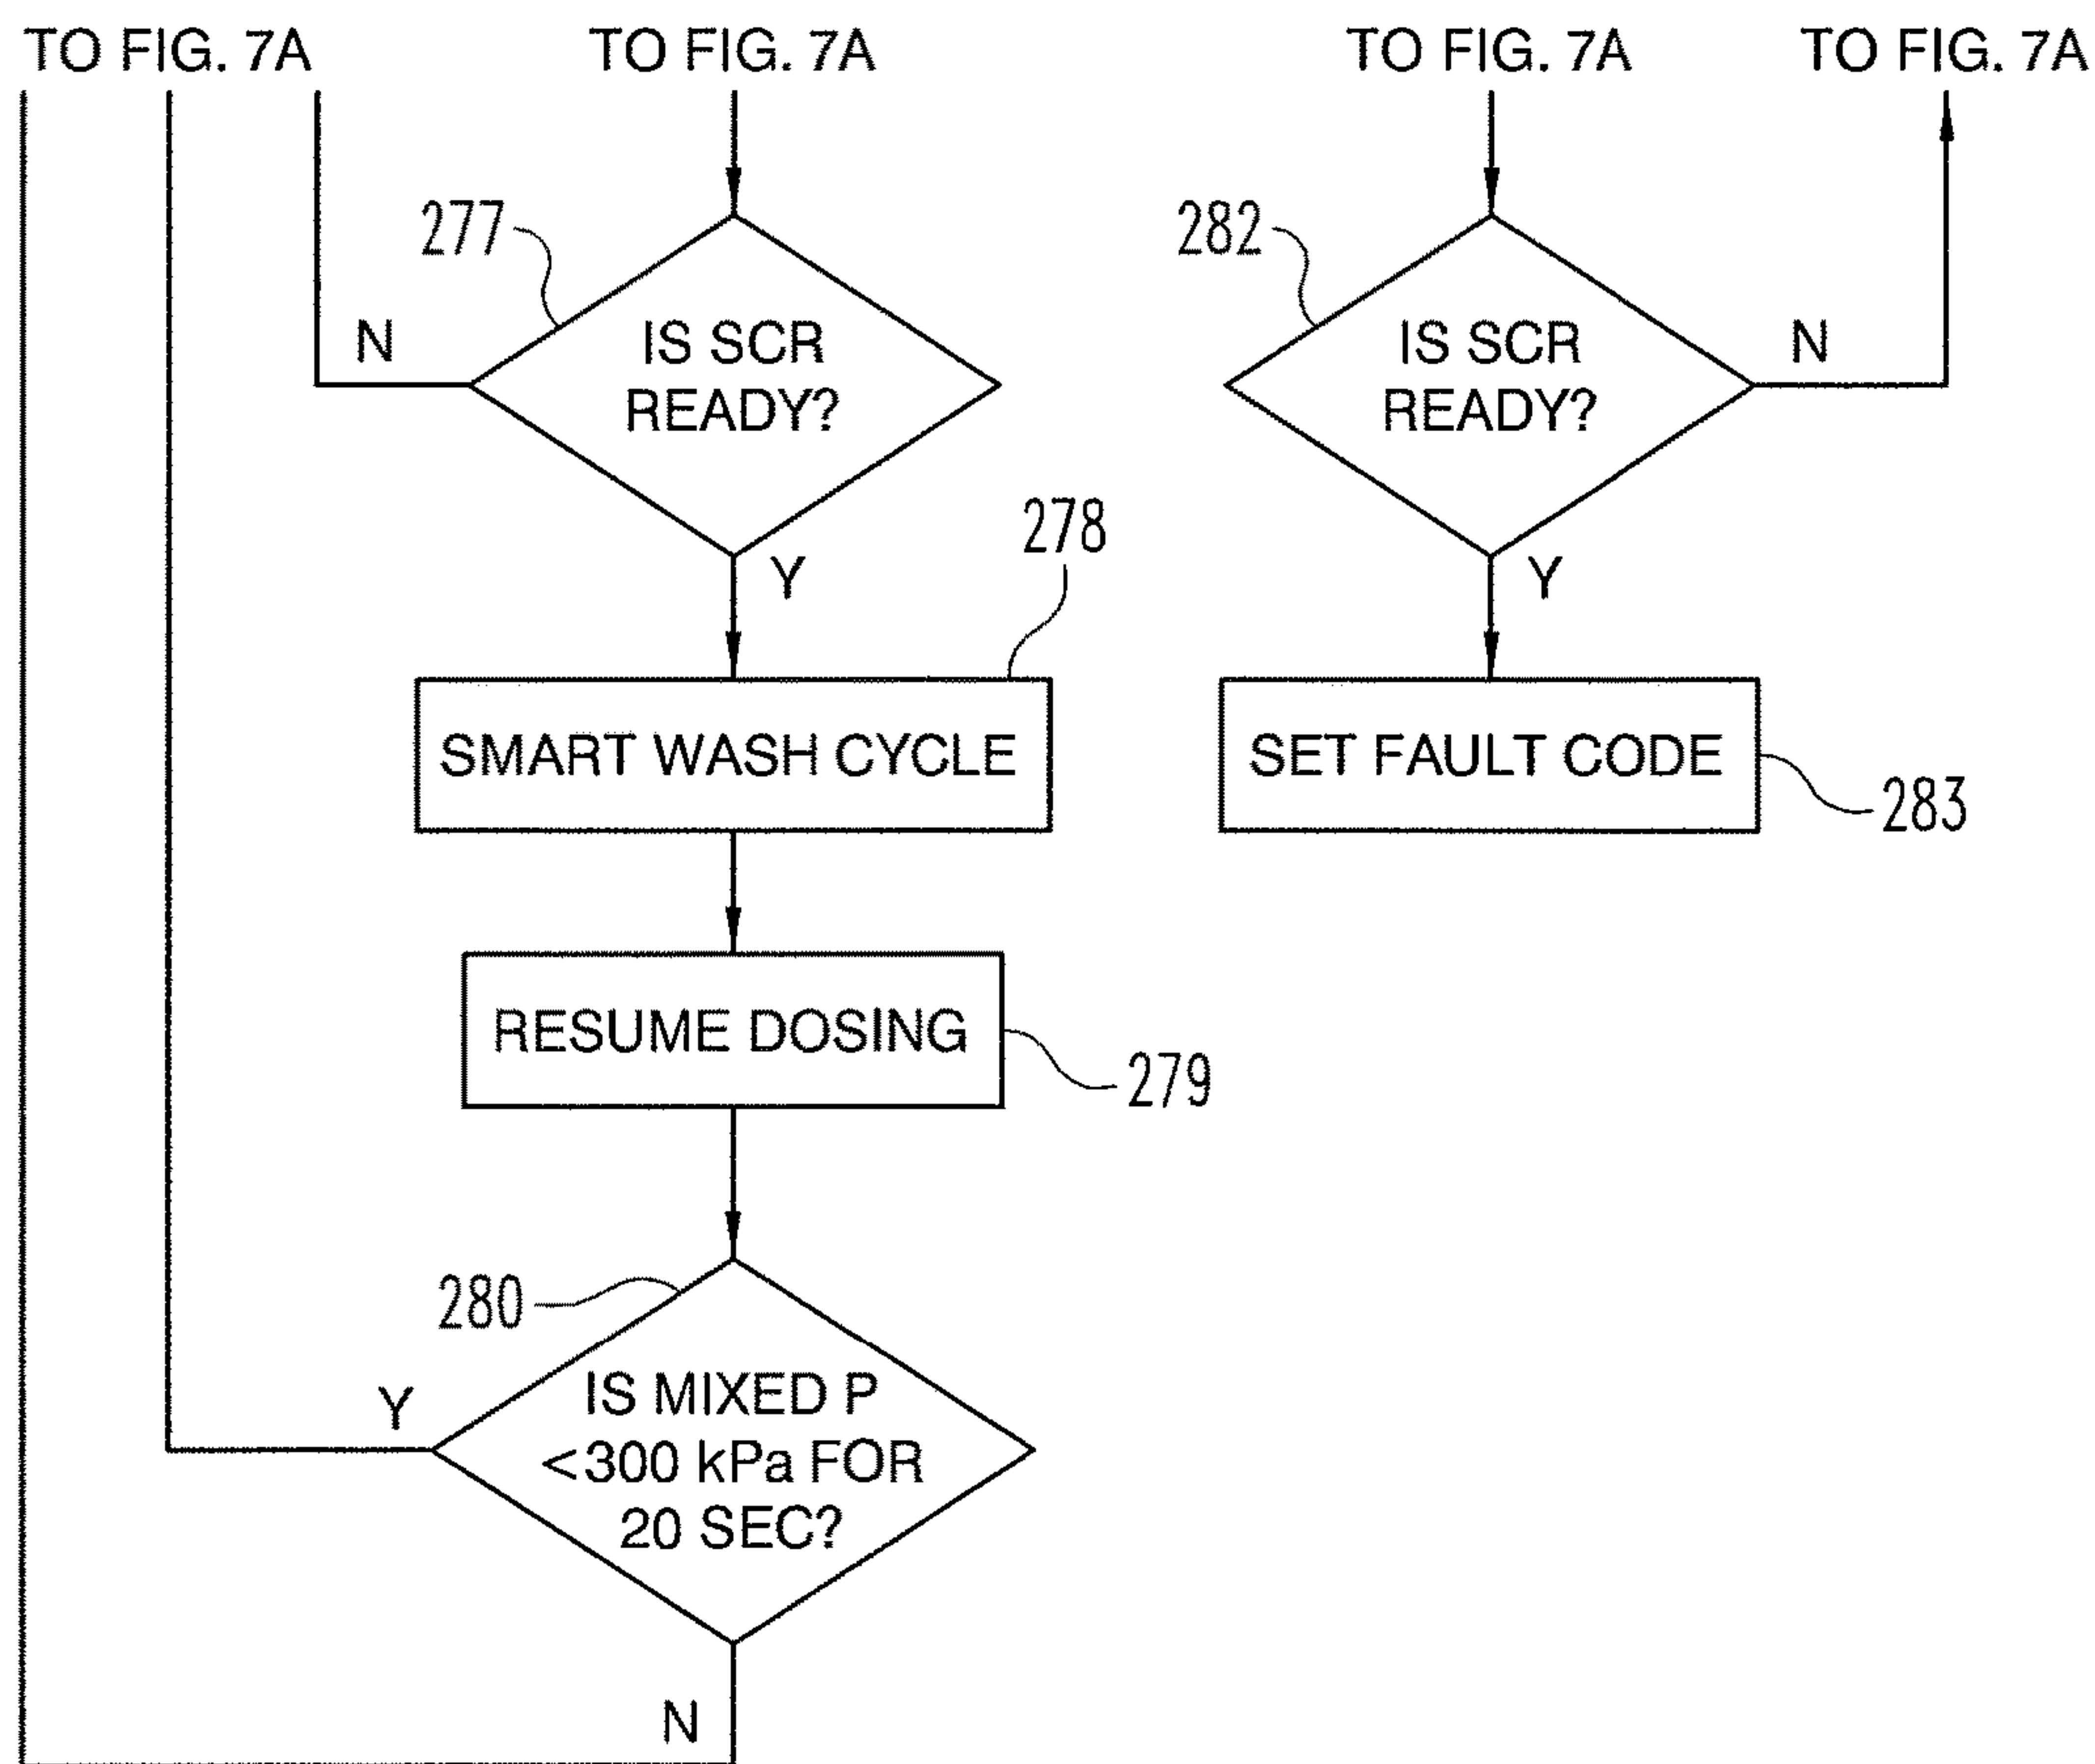 TO FIG. 7A
TO FIG. 7A
TO FIG. 7A
TO FIG. 7A
277
N
IS SCR
READY?
Y
282
IS SCR
READY?
N
Y
278
SMART WASH CYCLE
SET FAULT CODE
283
RESUME DOSING
279
280
Y
IS MIXED P
<300 kPa FOR
20 SEC?
N